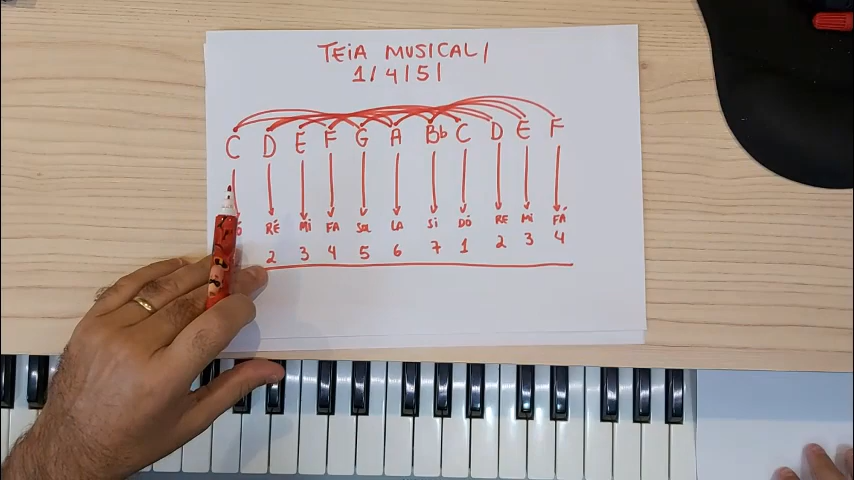 TEIA MUSICAL/
1/4/5/
C D E F G A Bb C D E F
RÉ MI FA SOL LA SI DÓ RE MI FÁ
2 3 4 5 6 7 1 2 3 4